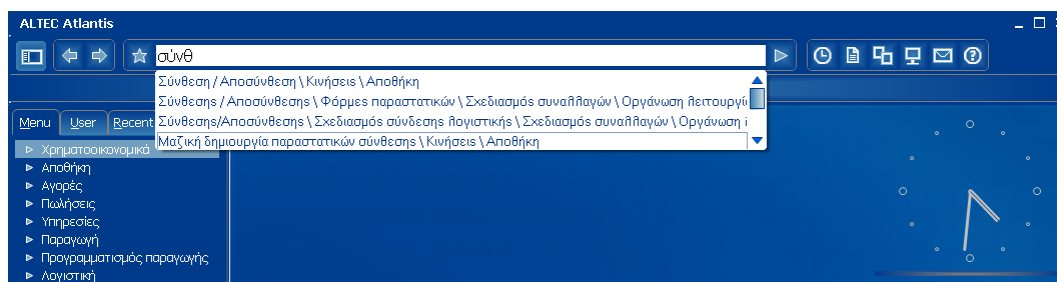 ALTEC Atlantis
σύνθ
Σύνθεση / Αποσύνθεση \ Κινήσεις \ Αποθήκη
Σύνθεσης / Αποσύνθεσης \ Φόρμες παραστατικών \ Σχεδιασμός συναλλαγών \ Οργάνωση λειτουργί
Σύνθεσης/Αποσύνθεσης \ Σχεδιασμός σύνδεσης λογιστικής \ Σχεδιασμός συναλλαγών \ Οργάνωση
Μαζική δημιουργία παραστατικών σύνθεσης \ Κινήσεις \ Αποθήκη
Menu User Recent
Χρηματοοικονομικά
Αποθήκη
Αγορές
Πωλήσεις
Υπηρεσίες
Παραγωγή
Προγραμματισμός παραγωγής
Λογιστική